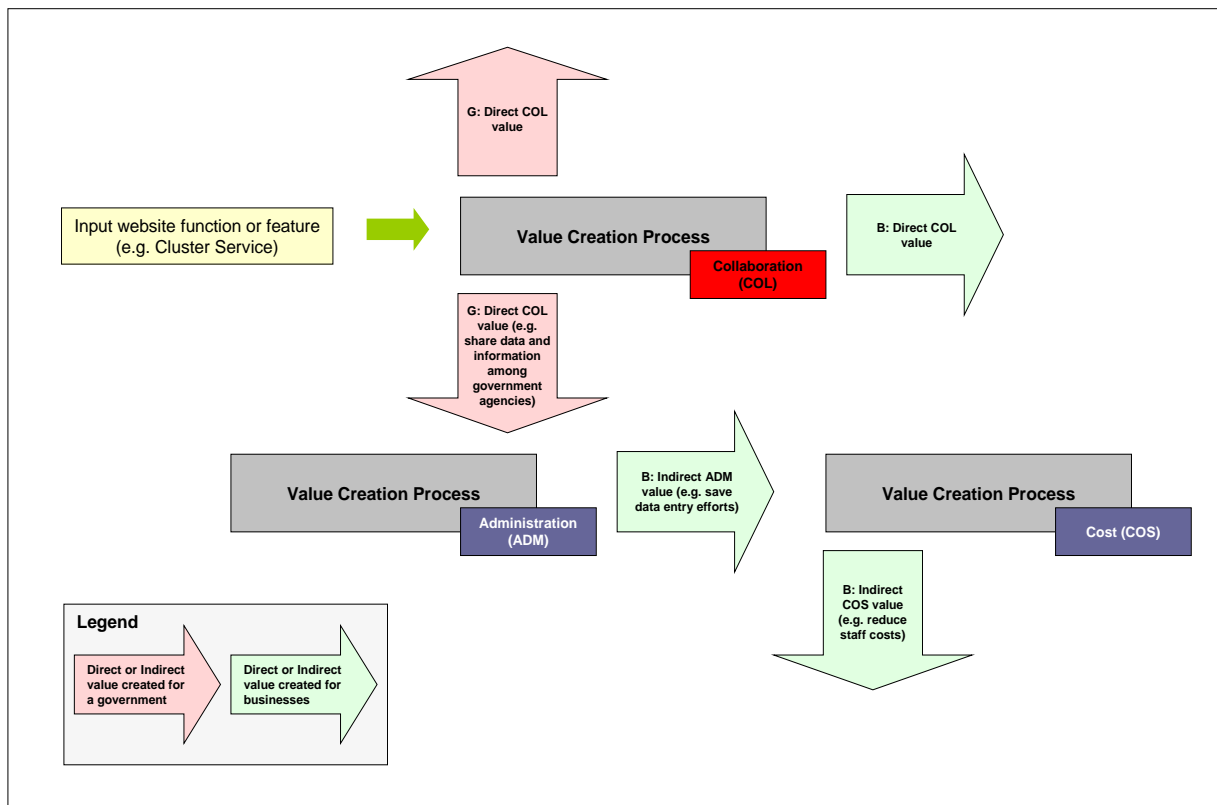 G: Direct COL
value
Input website function or feature
(e.g. Cluster Service)
Value Creation Process
Collaboration
(COL)
B: Direct COL
value
G: Direct COL
value (e.g.
share data and
information
among
government
agencies)
Value Creation Process
Administration
(ADM)
B: Indirect ADM
value (e.g. save
data entry efforts)
Value Creation Process
Cost (COS)
B: Indirect
COS value
(e.g. reduce
staff costs)
Legend
Direct or Indirect
value created for
a government
Direct or Indirect
value created for
businesses